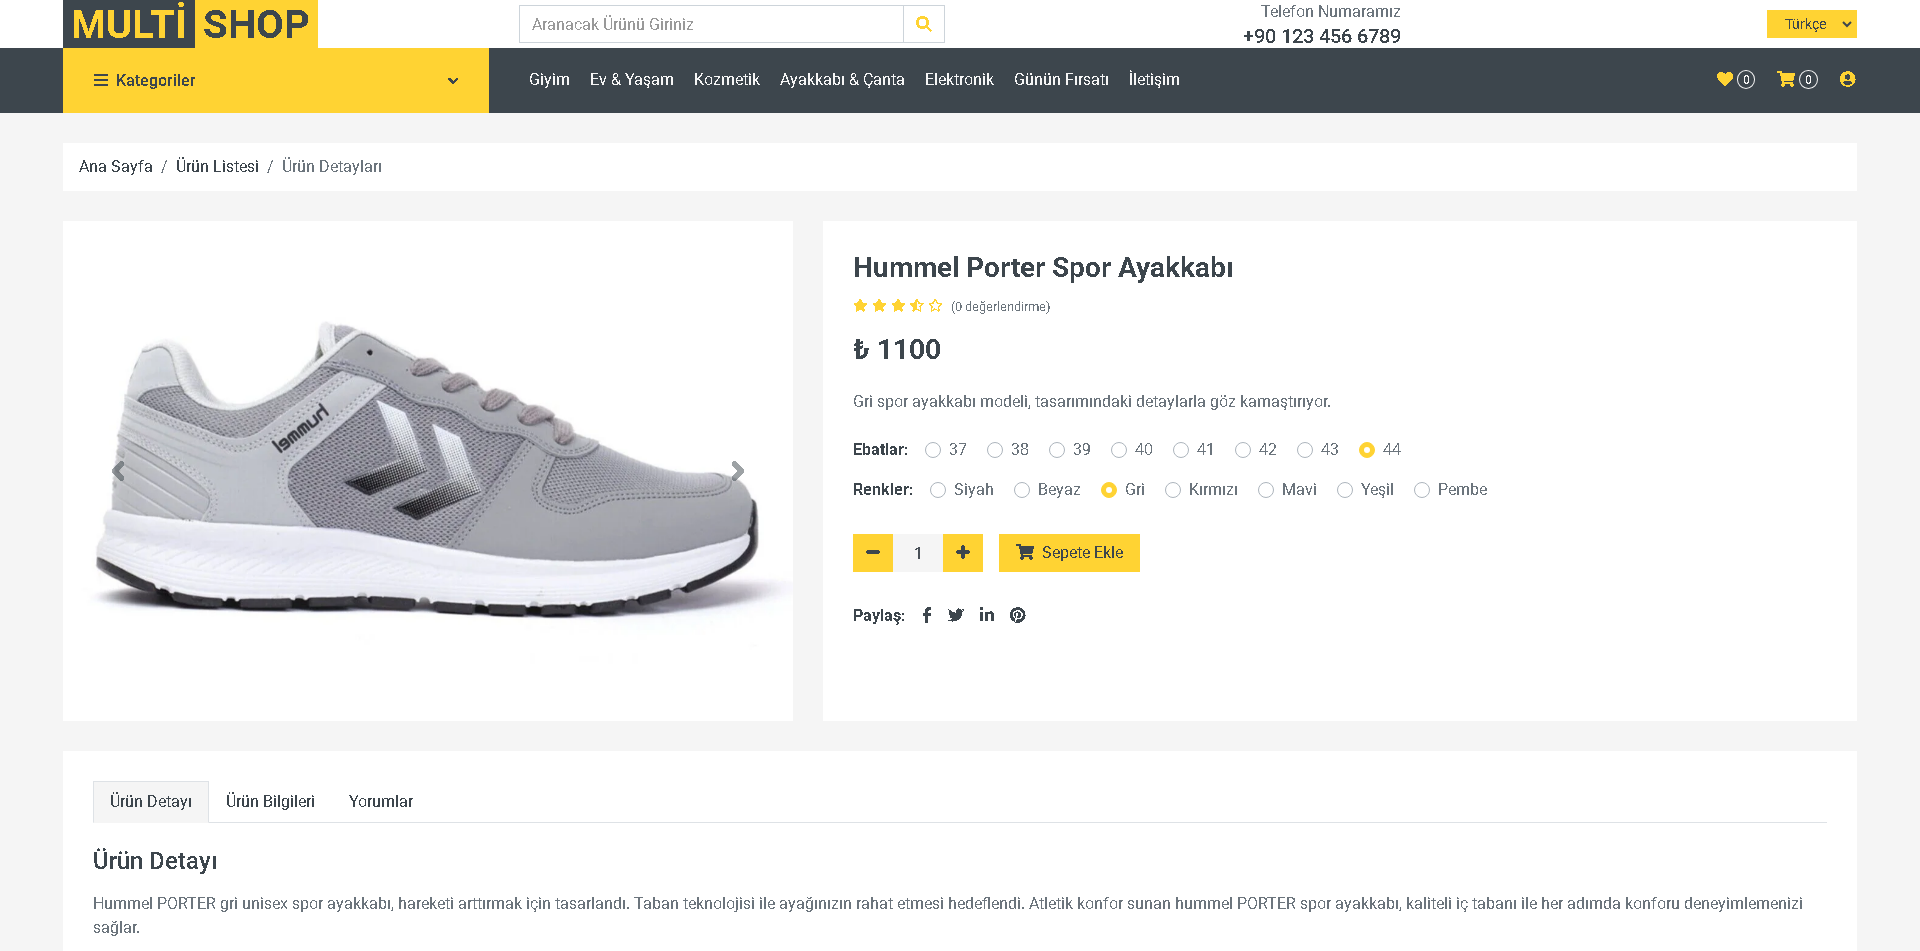 MULTİ SHOP
Aranacak Ürünü Giriniz
Telefon Numaramız
+90 123 456 6789
Türkçe
Kategoriler
Giyim Ev & Yaşam Kozmetik Ayakkabı & Çanta Elektronik Günün Fırsatı İletişim
0 0
Ana Sayfa / Ürün Listesi / Ürün Detayları
hummel
Hummel Porter Spor Ayakkabı
(0 değerlendirme)
₺ 1100
Gri spor ayakkabı modeli, tasarımındaki detaylarla göz kamaştırıyor.
Ebatlar: 37 38 39 40 41 42 43 44
Renkler: Siyah Beyaz Gri Kırmızı Mavi Yeşil Pembe
1 Sepete Ekle
Paylaş:
Ürün Detayı Ürün Bilgileri Yorumlar
Ürün Detayı
Hummel PORTER gri unisex spor ayakkabı, hareketi arttırmak için tasarlandı. Taban teknolojisi ile ayağınızın rahat etmesi hedeflendi. Atletik konfor sunan hummel PORTER spor ayakkabı, kaliteli iç tabanı ile her adımda konforu deneyimlemenizi
sağlar.